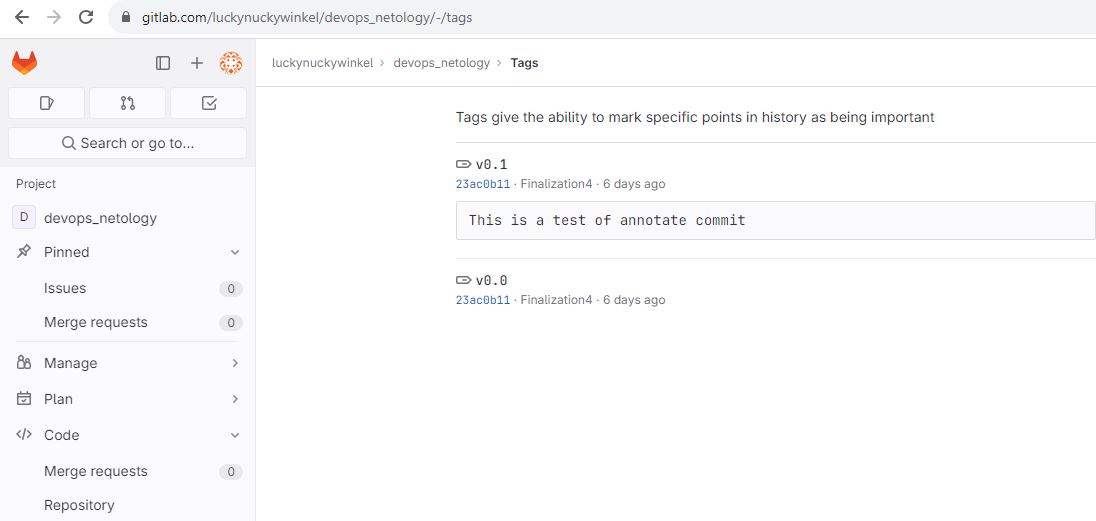 gitlab.com/luckynuckywinkel/devops_netology/-/tags
luckynuckywinkel › devops_netology › Tags
Search or go to...
Project
D devops_netology
Pinned
Issues 0
Merge requests 0
Manage
Plan
Code
Merge requests 0
Repository
Tags give the ability to mark specific points in history as being important
v0.1
23ac0b11 · Finalization4 · 6 days ago
This is a test of annotate commit
v0.0
23ac0b11 · Finalization4 · 6 days ago